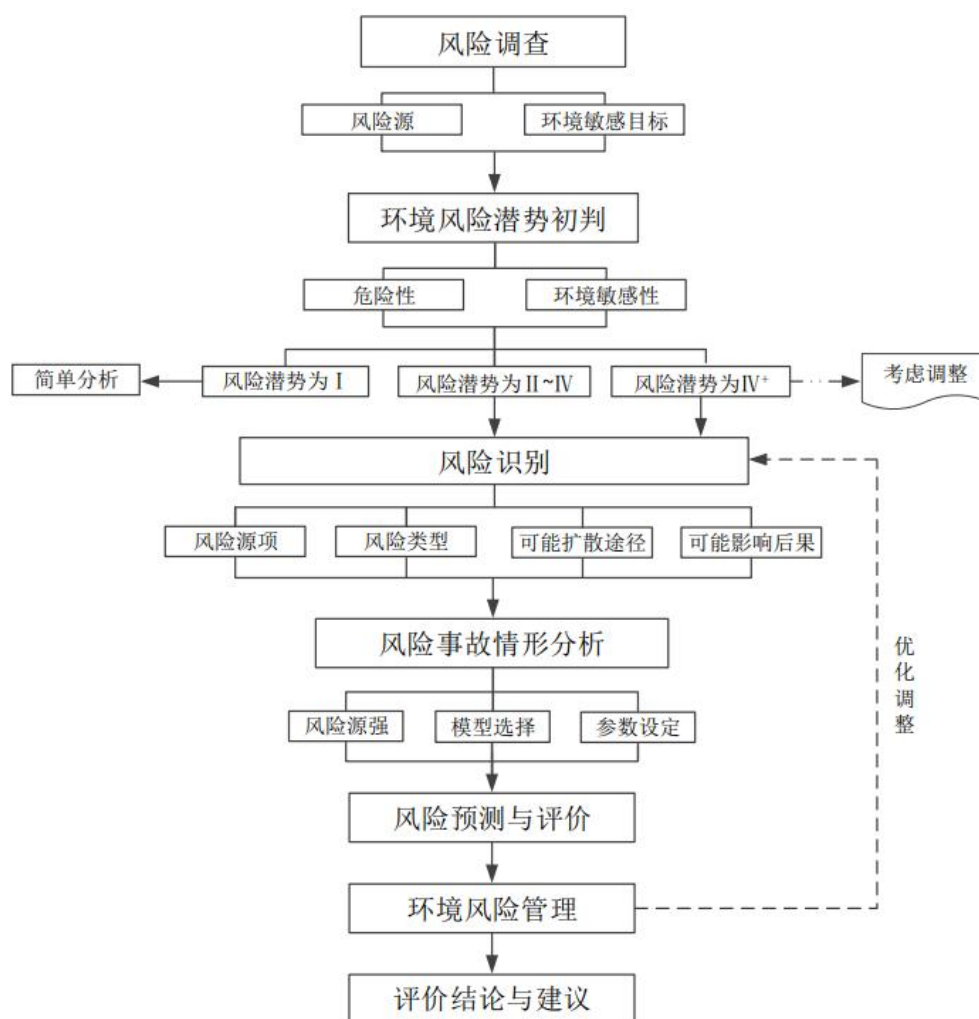 风险调查
风险源
环境敏感目标
环境风险潜势初判
危险性
环境敏感性
简单分析
风险潜势为Ⅰ
风险潜势为Ⅱ~Ⅳ
风险潜势为Ⅳ⁺
考虑调整
风险识别
风险源项
风险类型
可能扩散途径
可能影响后果
风险事故情形分析
优化调整
风险源强
模型选择
参数设定
风险预测与评价
环境风险管理
评价结论与建议